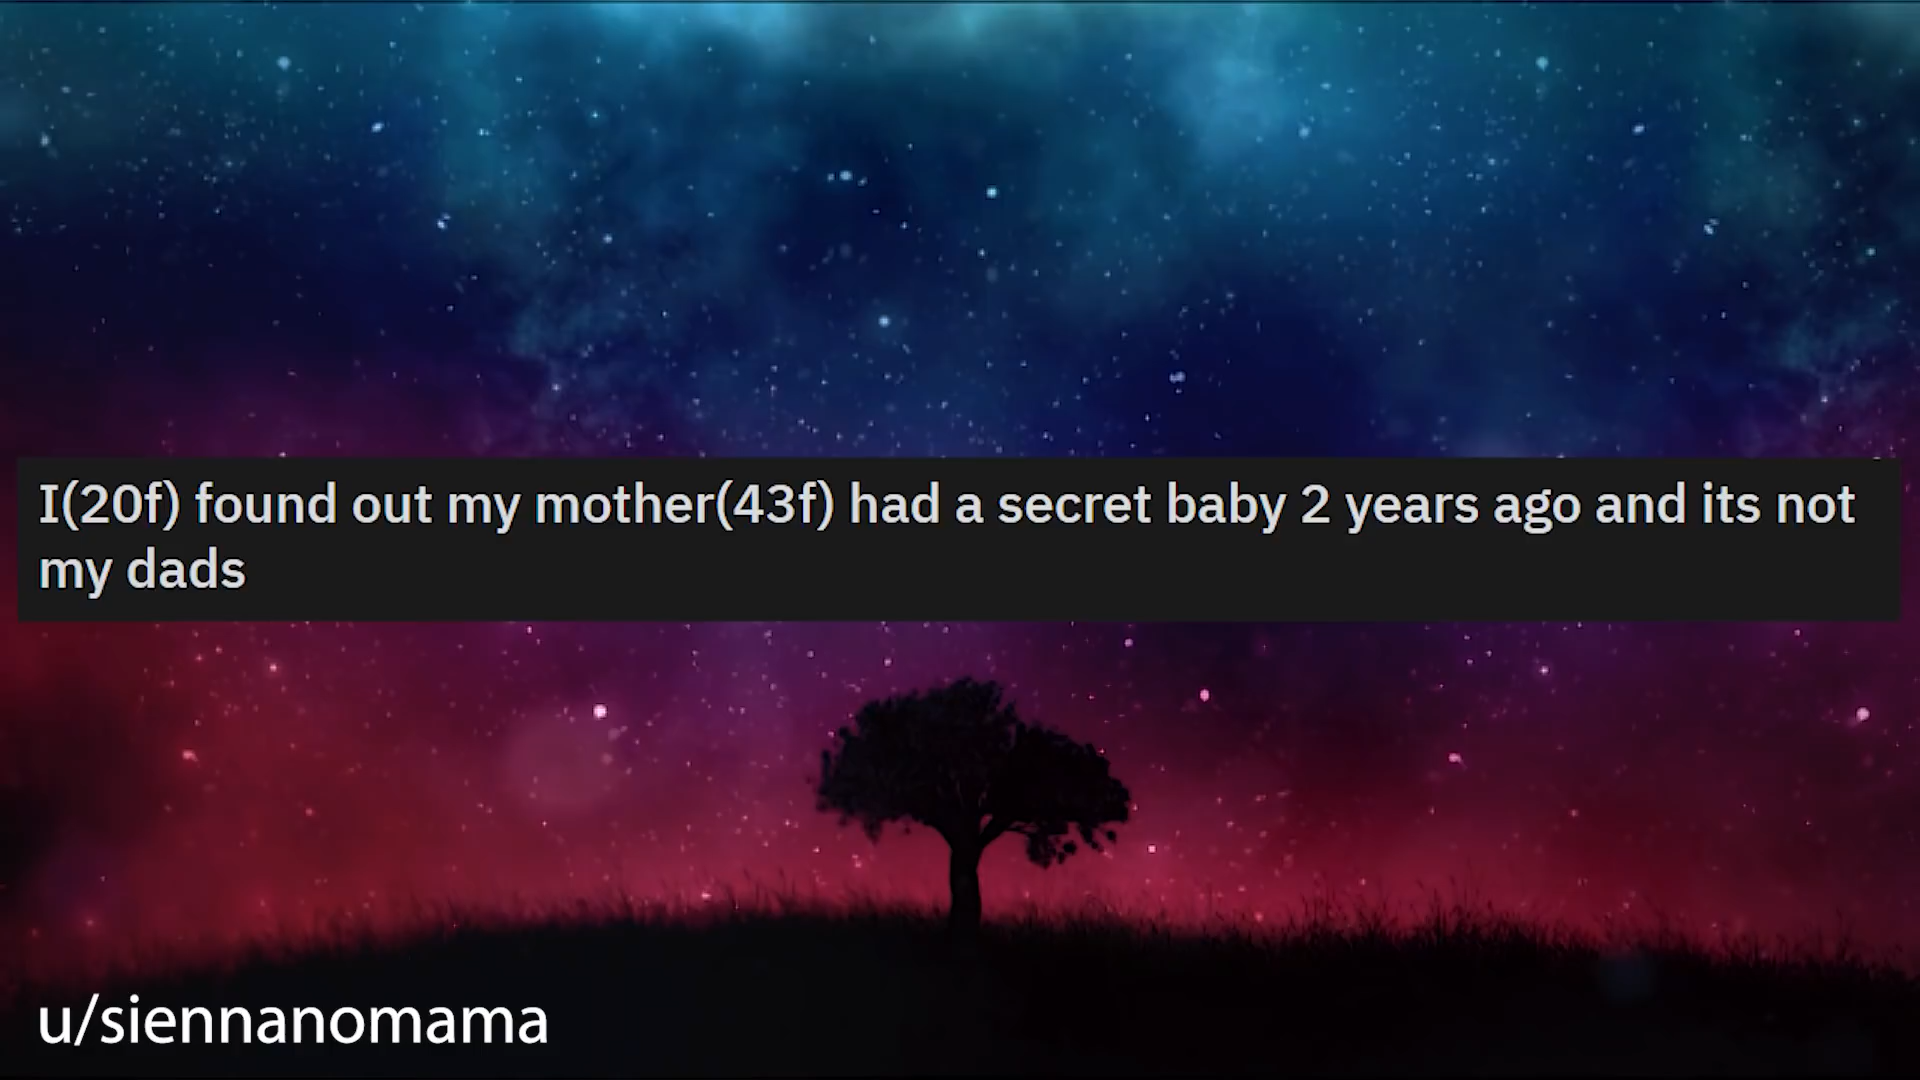 I(20f) found out my mother(43f) had a secret baby 2 years ago and its not
my dads
u/siennanomama